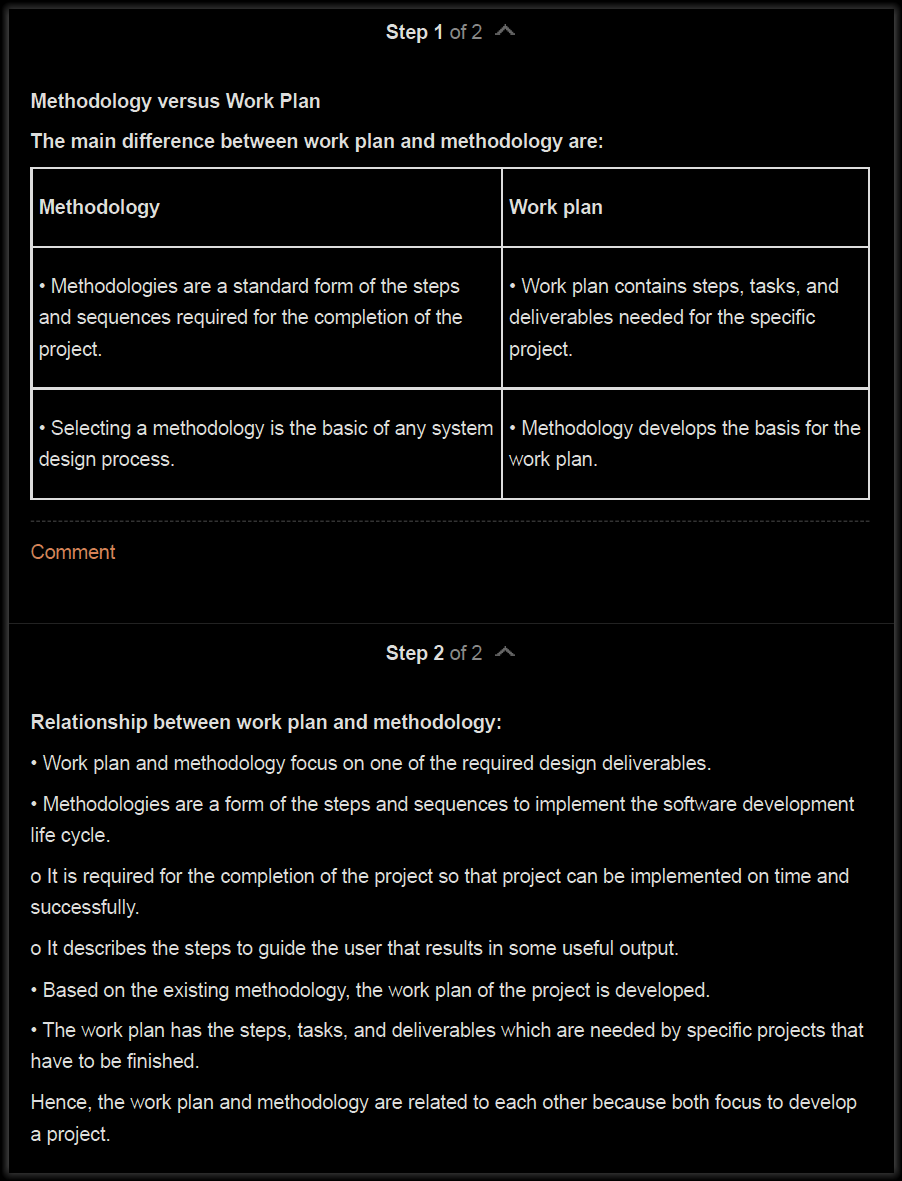 Step 1 of 2
Methodology versus Work Plan
The main difference between work plan and methodology are:
Methodology
Work plan
• Methodologies are a standard form of the steps
and sequences required for the completion of the
project.
• Work plan contains steps, tasks, and
deliverables needed for the specific
project.
• Selecting a methodology is the basic of any system
design process.
• Methodology develops the basis for the
work plan.
Comment
Step 2 of 2
Relationship between work plan and methodology:
• Work plan and methodology focus on one of the required design deliverables.
• Methodologies are a form of the steps and sequences to implement the software development
life cycle.
o It is required for the completion of the project so that project can be implemented on time and
successfully.
o It describes the steps to guide the user that results in some useful output.
• Based on the existing methodology, the work plan of the project is developed.
• The work plan has the steps, tasks, and deliverables which are needed by specific projects that
have to be finished.
Hence, the work plan and methodology are related to each other because both focus to develop
a project.